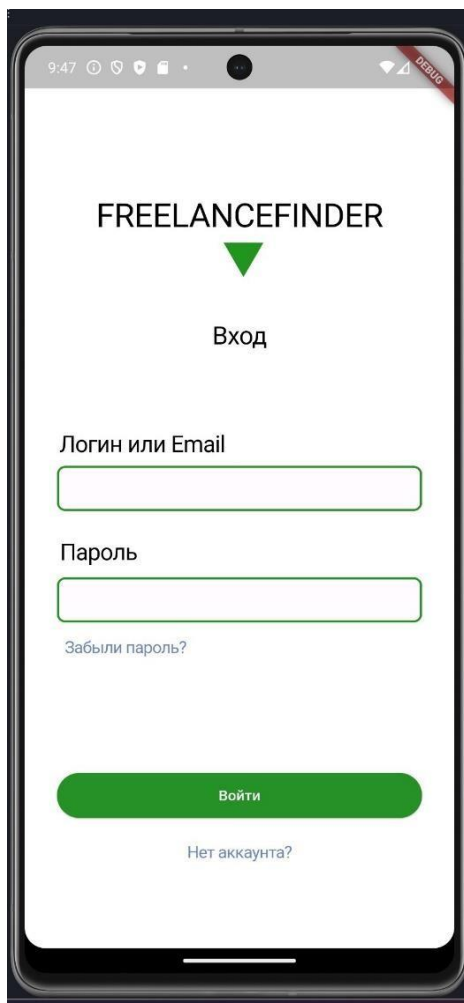 9:47
DEBUG
FREELANCEFINDER
Вход
Логин или Email
Пароль
Забыли пароль?
Войти
Нет аккаунта?